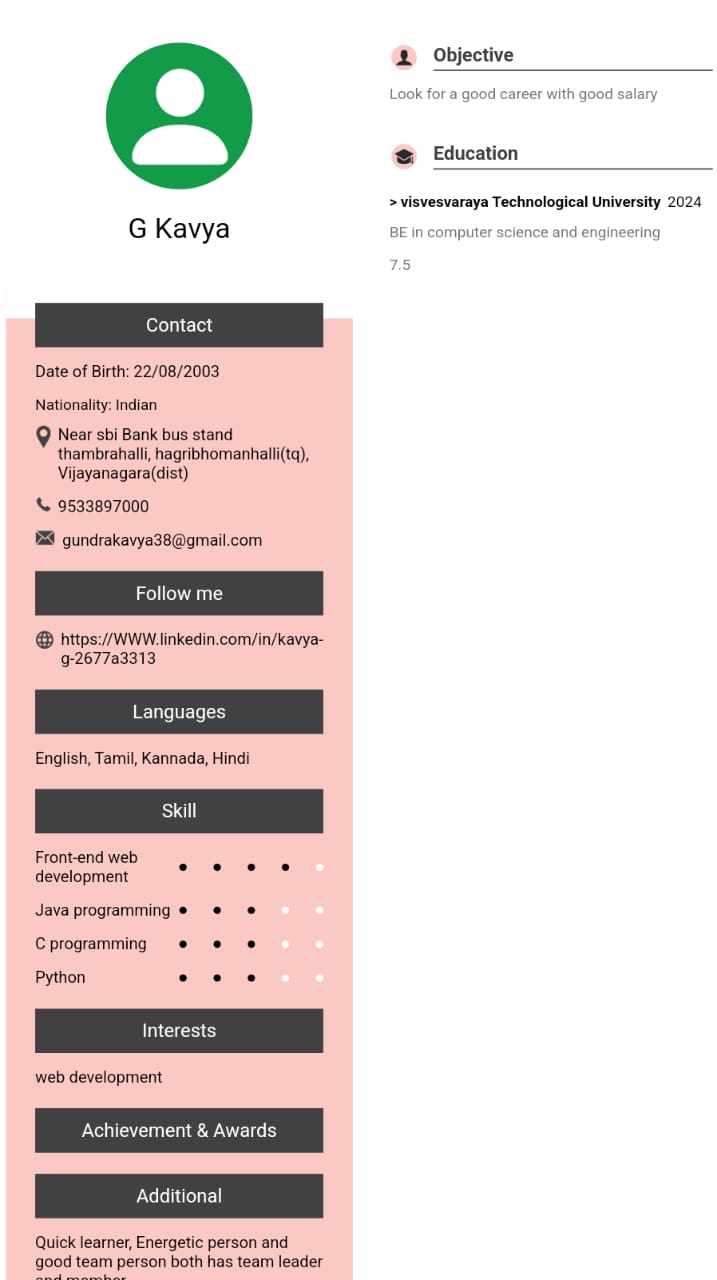 G Kavya
Contact
Date of Birth: 22/08/2003
Nationality: Indian
Near sbi Bank bus stand
thambrahalli, hagribhomanhalli(tq),
Vijayanagara(dist)
9533897000
gundrakavya38@gmail.com
Follow me
https://WWW.linkedin.com/in/kavya-
g-2677a3313
Languages
English, Tamil, Kannada, Hindi
Skill
Front-end web
development
Java programming
C programming
Python
Interests
web development
Achievement & Awards
Additional
Quick learner, Energetic person and
good team person both has team leader
and member
Objective
Look for a good career with good salary
Education
> visvesvaraya Technological University 2024
BE in computer science and engineering
7.5